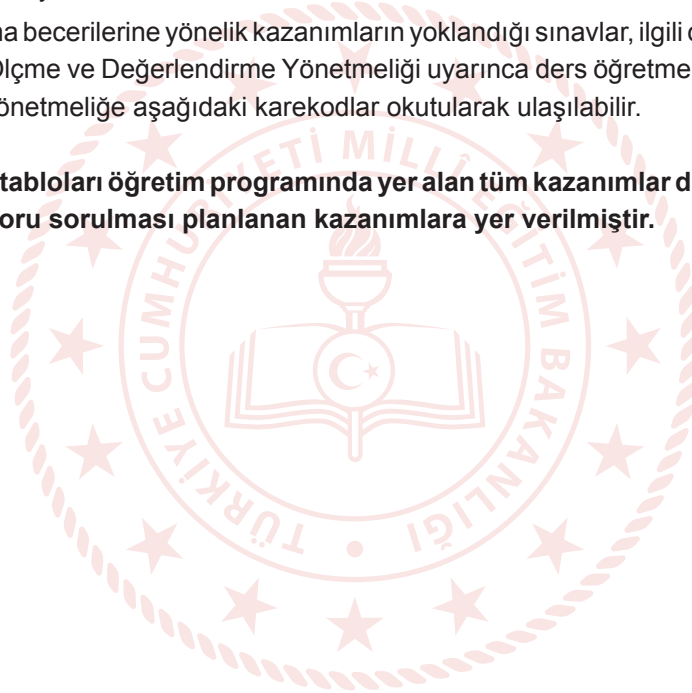 na becerilerine yönelik kazanımların yoklandığı sınavlar, ilgili
Ölçme ve Değerlendirme Yönetmeliği uyarınca ders
önetmeliğe aşağıdaki karekodlar okutularak ulaşılabilir.
tabloları öğretim programında yer alan tüm kazanımlar
soru sorulması planlanan kazanımlara yer verilmiştir.
TÜRKİYE CUMHURİYETİ MİLLÎ EĞİTİM BAKANLIĞI